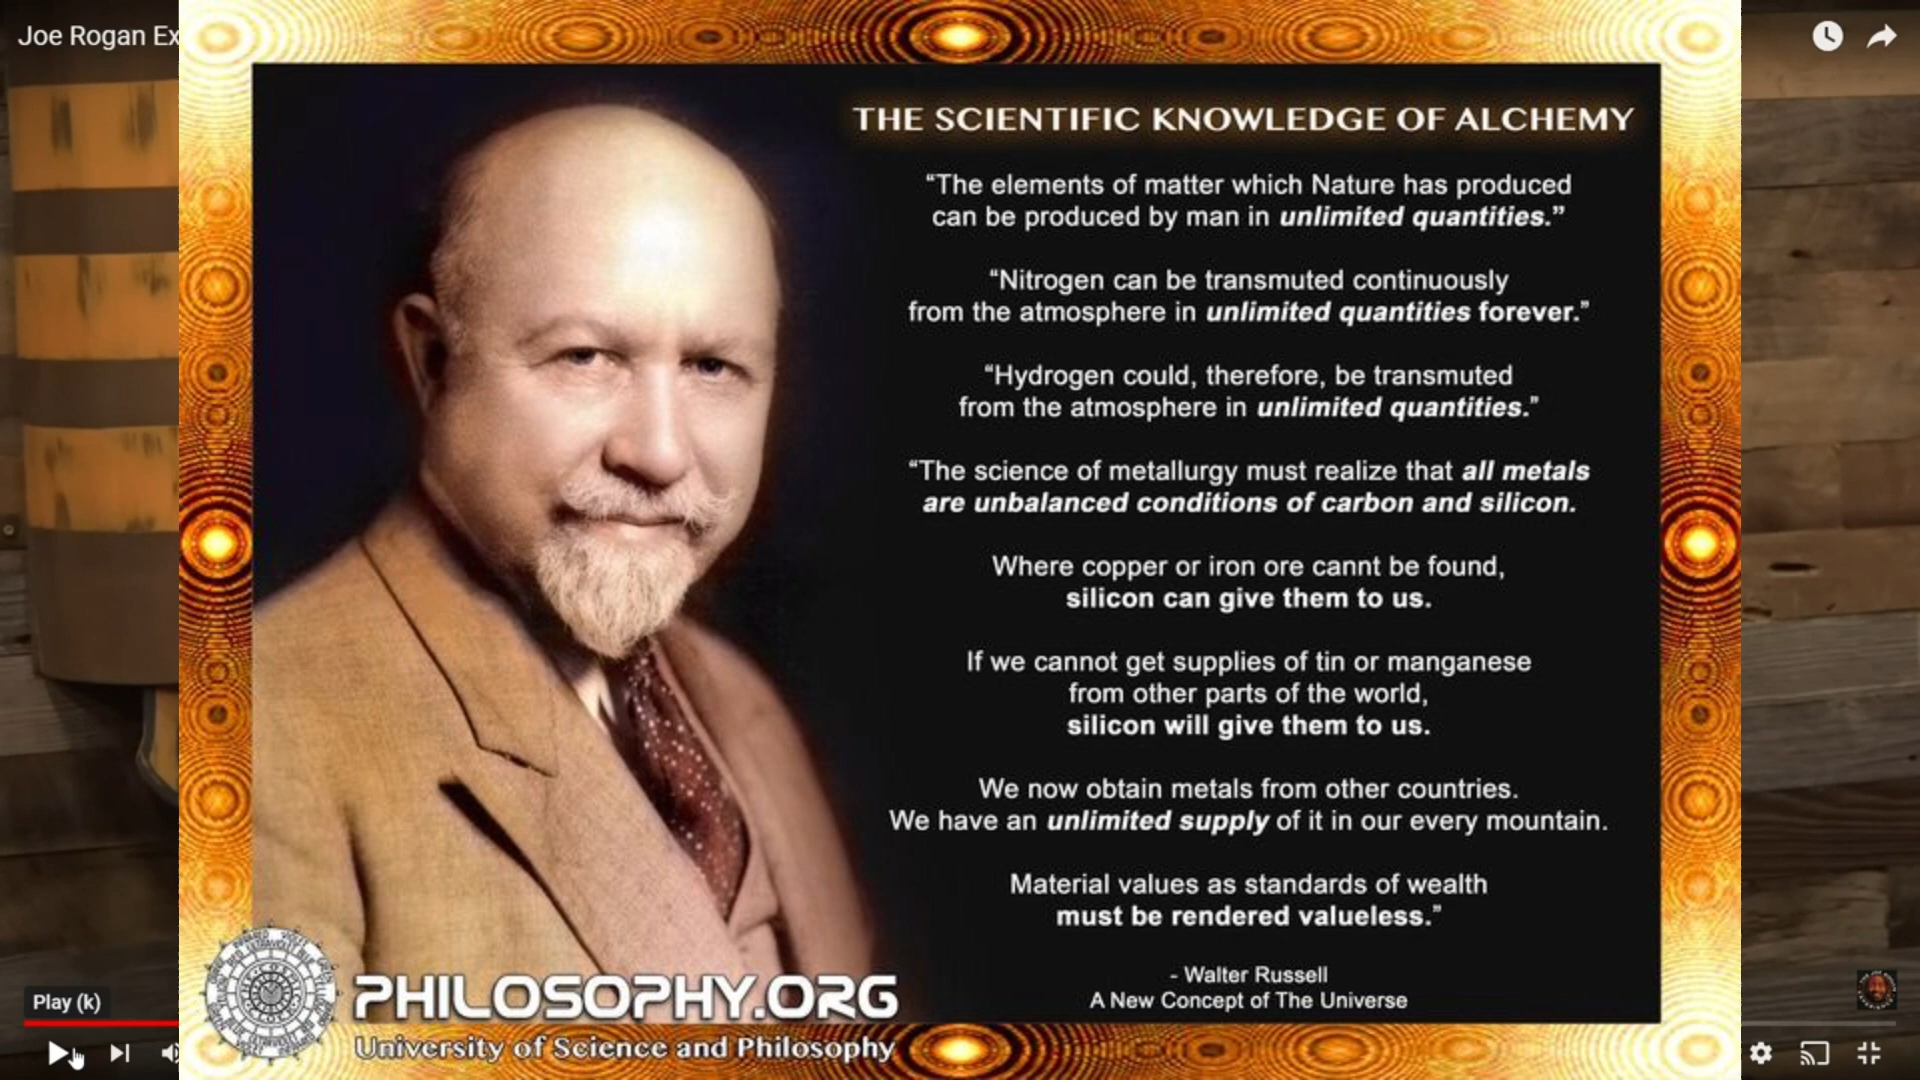 Joe Rogan Ex
THE SCIENTIFIC KNOWLEDGE OF ALCHEMY
“The elements of matter which Nature has produced
can be produced by man in unlimited quantities.”
“Nitrogen can be transmuted continuously
from the atmosphere in unlimited quantities forever.”
“Hydrogen could, therefore, be transmuted
from the atmosphere in unlimited quantities.”
“The science of metallurgy must realize that all metals
are unbalanced conditions of carbon and silicon.
Where copper or iron ore cannt be found,
silicon can give them to us.
If we cannot get supplies of tin or manganese
from other parts of the world,
silicon will give them to us.
We now obtain metals from other countries.
We have an unlimited supply of it in our every mountain.
Material values as standards of wealth
must be rendered valueless.”
- Walter Russell
A New Concept of The Universe
PHILOSOPHY.ORG
University of Science and Philosophy
Play (k)